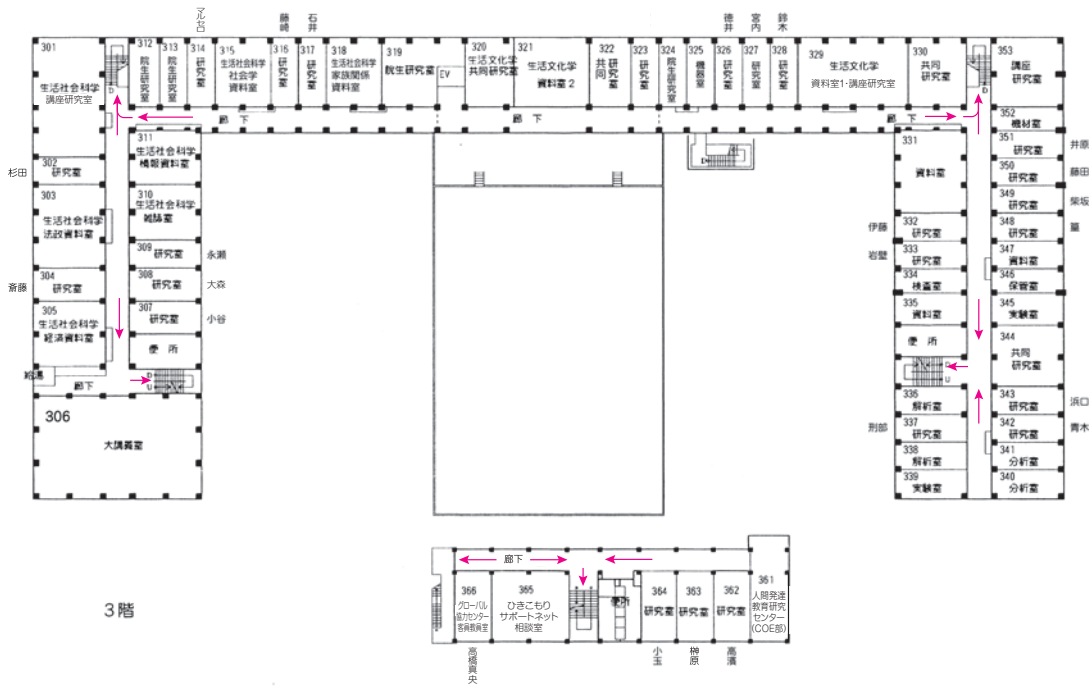 マルセロ
藤崎
石井
徳井
宮内
鈴木
301
生活社会科学
講座研究室
D
312
院生研究室
313
院生研究室
314
研究室
315
生活社会科学
社会学
資料室
316
研究室
317
研究室
318
生活社会科学
家族関係
資料室
319
院生研究室
EV
320
生活文化学
共同研究室
321
生活文化学
資料室2
322
共同
研究室
323
研究室
324
院生研究室
325
機器室
326
研究室
327
研究室
328
研究室
329
生活文化学
資料室1・講座研究室
330
共同
研究室
353
講座
研究室
廊下
廊下
廊下
352
機材室
311
生活社会科学
情報資料室
302
研究室
杉田
303
生活社会科学
法政資料室
310
生活社会科学
雑誌室
309
研究室
永瀬
304
研究室
斎藤
308
研究室
大森
305
生活社会科学
経済資料室
307
研究室
小谷
便所
給湯
廊下
D
U
306
大講義室
D
331
資料室
351
研究室
井原
350
研究室
藤田
349
研究室
柴坂
伊藤
332
研究室
348
研究室
岩壁
333
研究室
347
資料室
334
検査室
D
346
保管室
335
資料室
345
実験室
便所
344
共同
研究室
D
U
336
解析室
343
研究室
浜口
刑部
337
研究室
342
研究室
青木
338
解析室
341
分析室
339
実験室
340
分析室
廊下
366
グローバル
協力センター
客員教員室
365
ひきこもり
サポートネット
相談室
便所
364
研究室
363
研究室
362
研究室
361
人間発達
教育研究
センター
(COE部)
3階
高橋真央
小玉
榊原
高濱